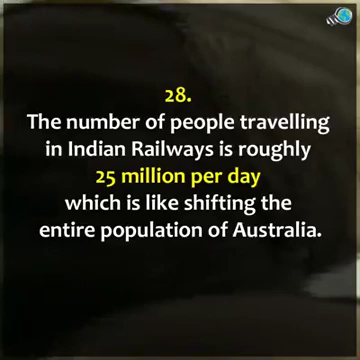 28.
The number of people travelling
in Indian Railways is roughly
25 million per day
which is like shifting the
entire population of Australia.